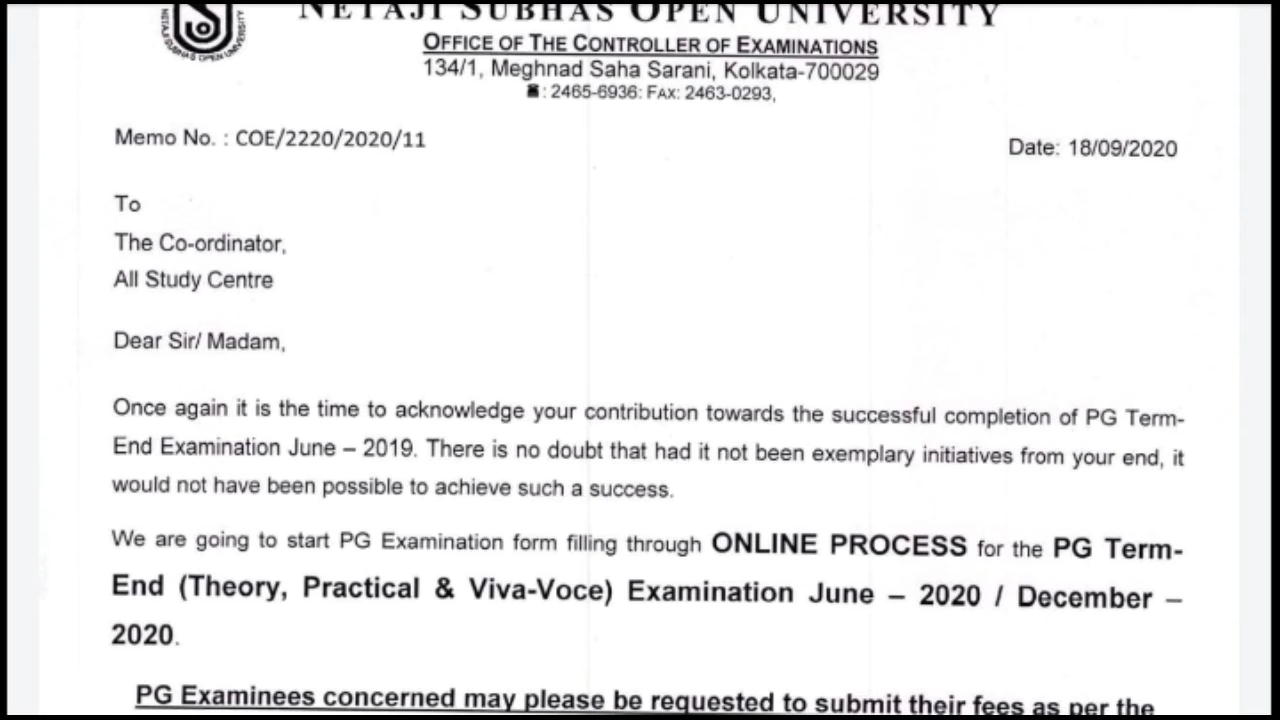 NETAJI SUBHAS OPEN UNIVERSITY
NETAJI SUBHAS OPEN UNIVERSITY
OFFICE OF THE CONTROLLER OF EXAMINATIONS
134/1, Meghnad Saha Sarani, Kolkata-700029
☎: 2465-6936: FAX: 2463-0293,
Memo No. : COE/2220/2020/11
Date: 18/09/2020
To
The Co-ordinator,
All Study Centre
Dear Sir/ Madam,
Once again it is the time to acknowledge your contribution towards the successful completion of PG Term-
End Examination June – 2019. There is no doubt that had it not been exemplary initiatives from your end, it
would not have been possible to achieve such a success.
We are going to start PG Examination form filling through ONLINE PROCESS for the PG Term-
End (Theory, Practical & Viva-Voce) Examination June – 2020 / December –
2020.
PG Examinees concerned may please be requested to submit their fees as per the